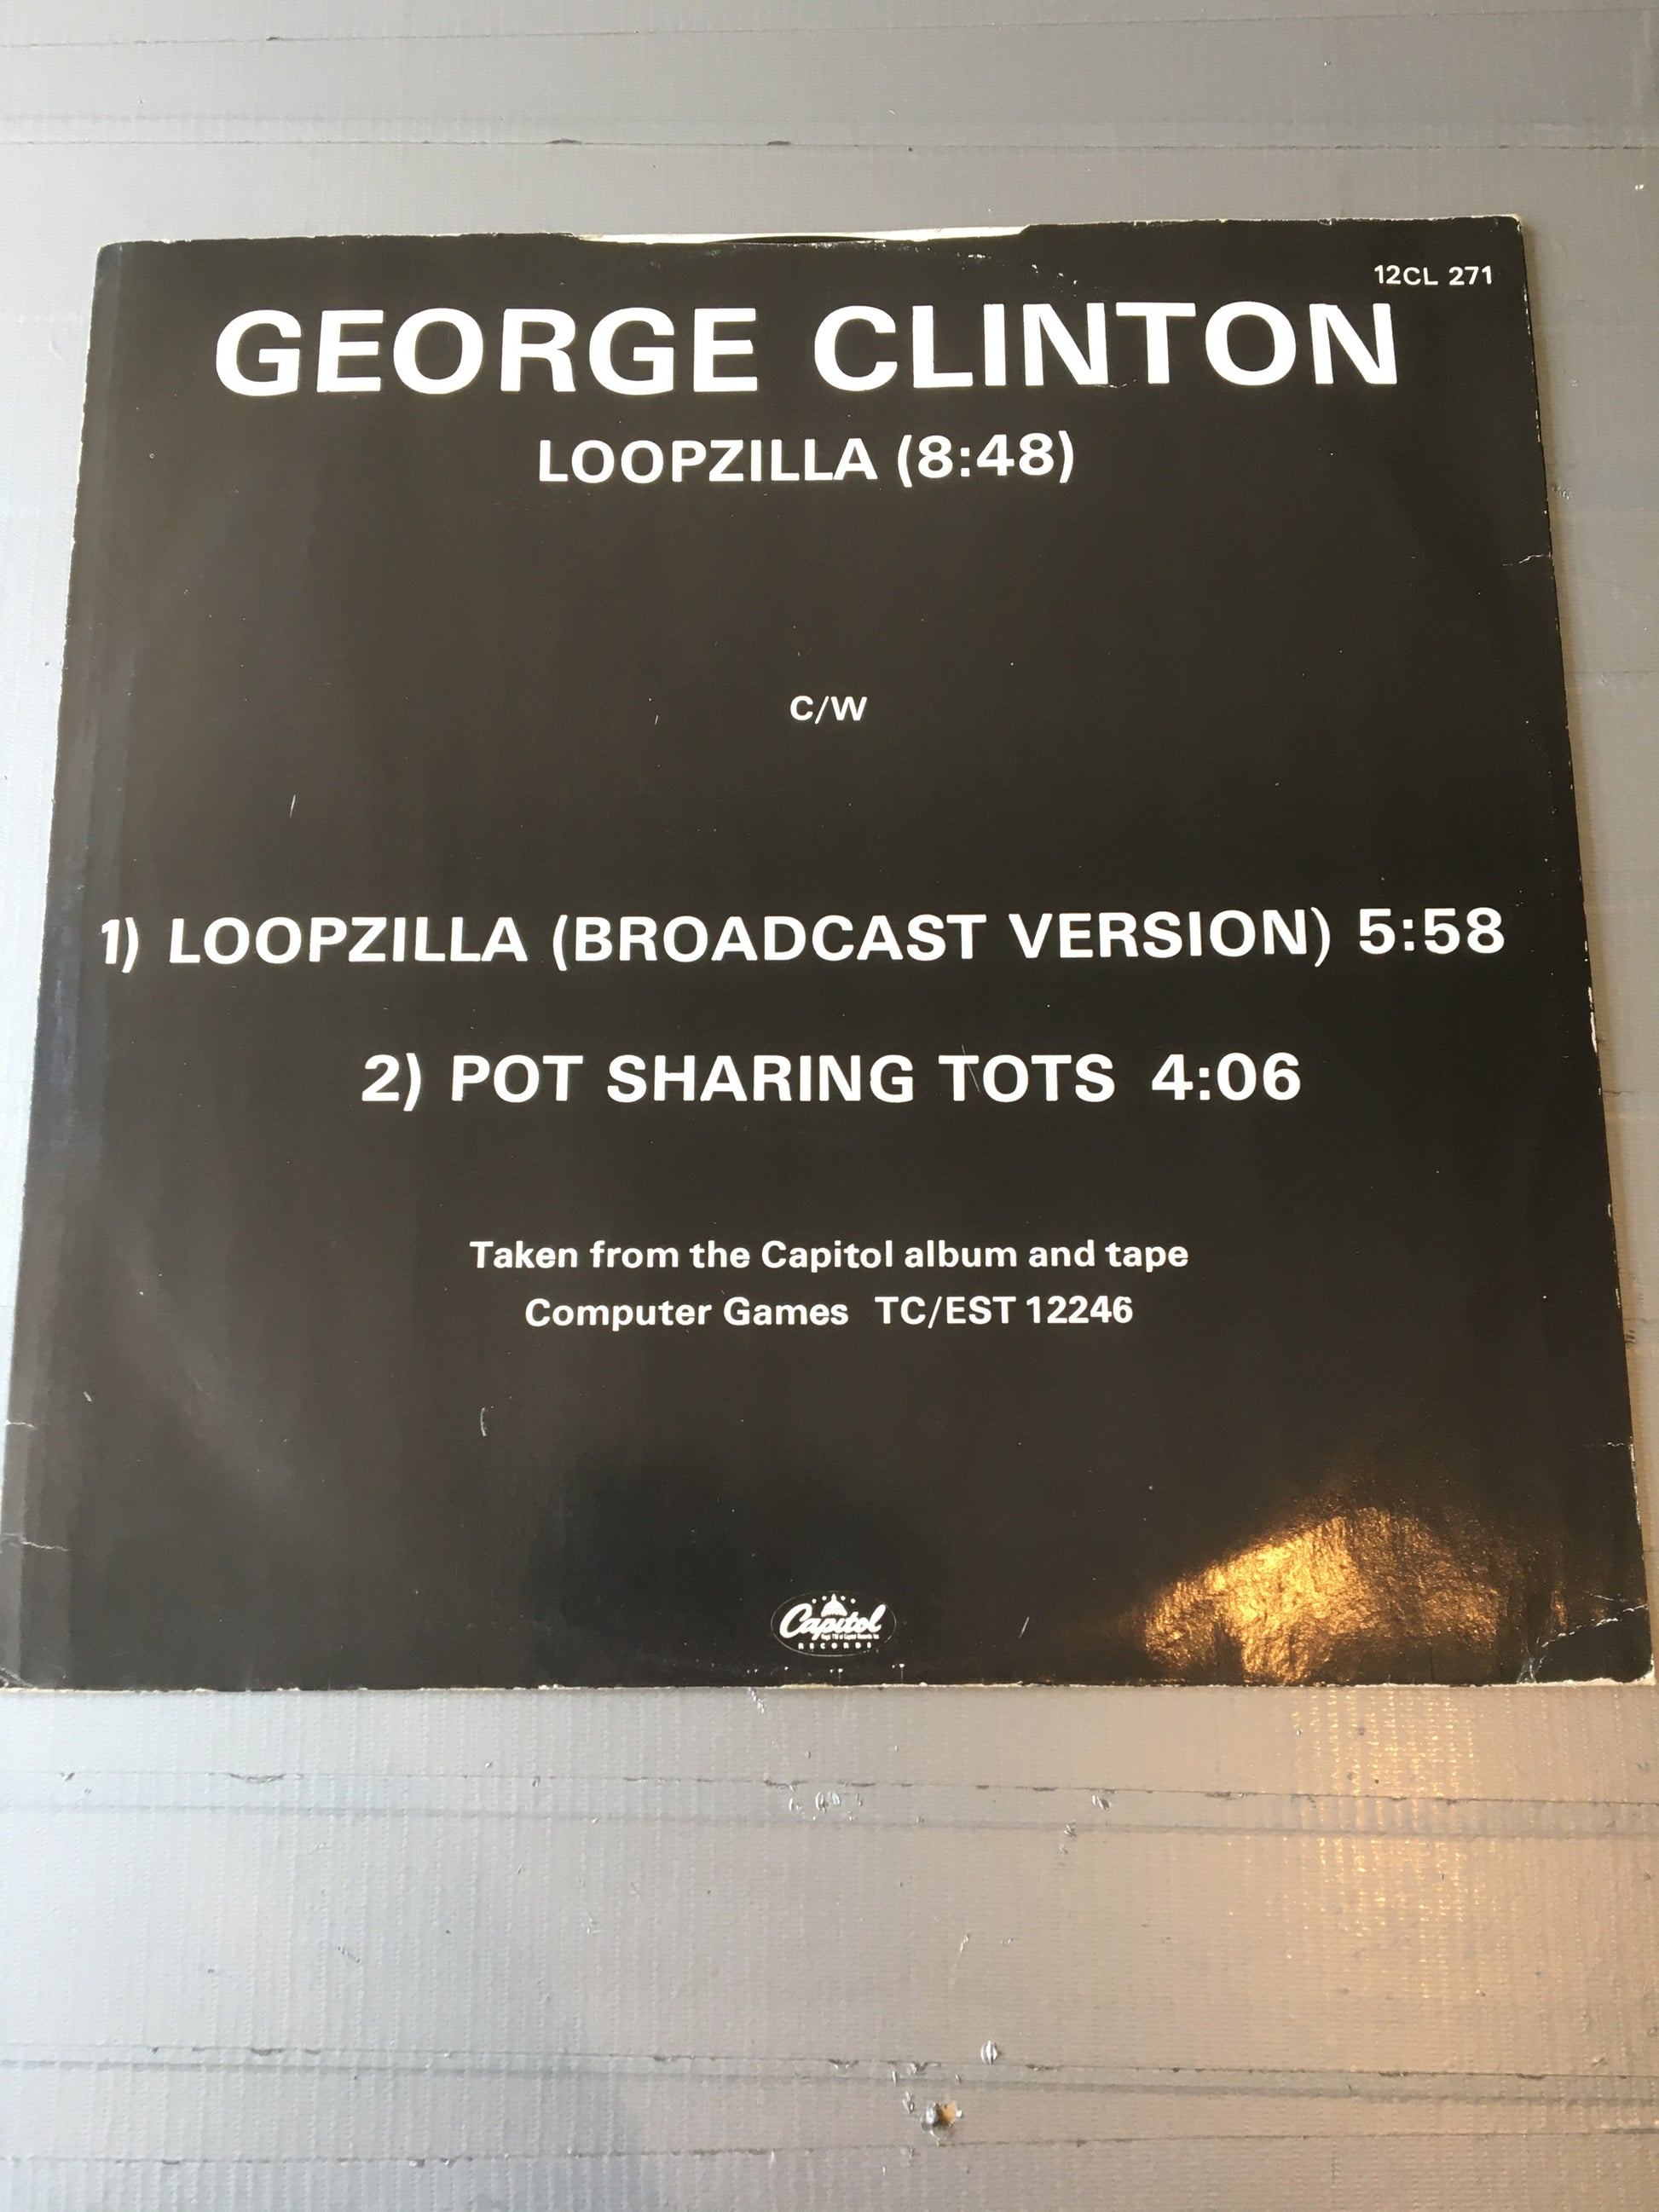 12CL 271
GEORGE CLINTON
LOOPZILLA (8:48)
C/W
1) LOOPZILLA (BROADCAST VERSION) 5:58
2) POT SHARING TOTS 4:06
Taken from the Capitol album and tape
Computer Games TC/EST 12246
Capitol
RECORDS